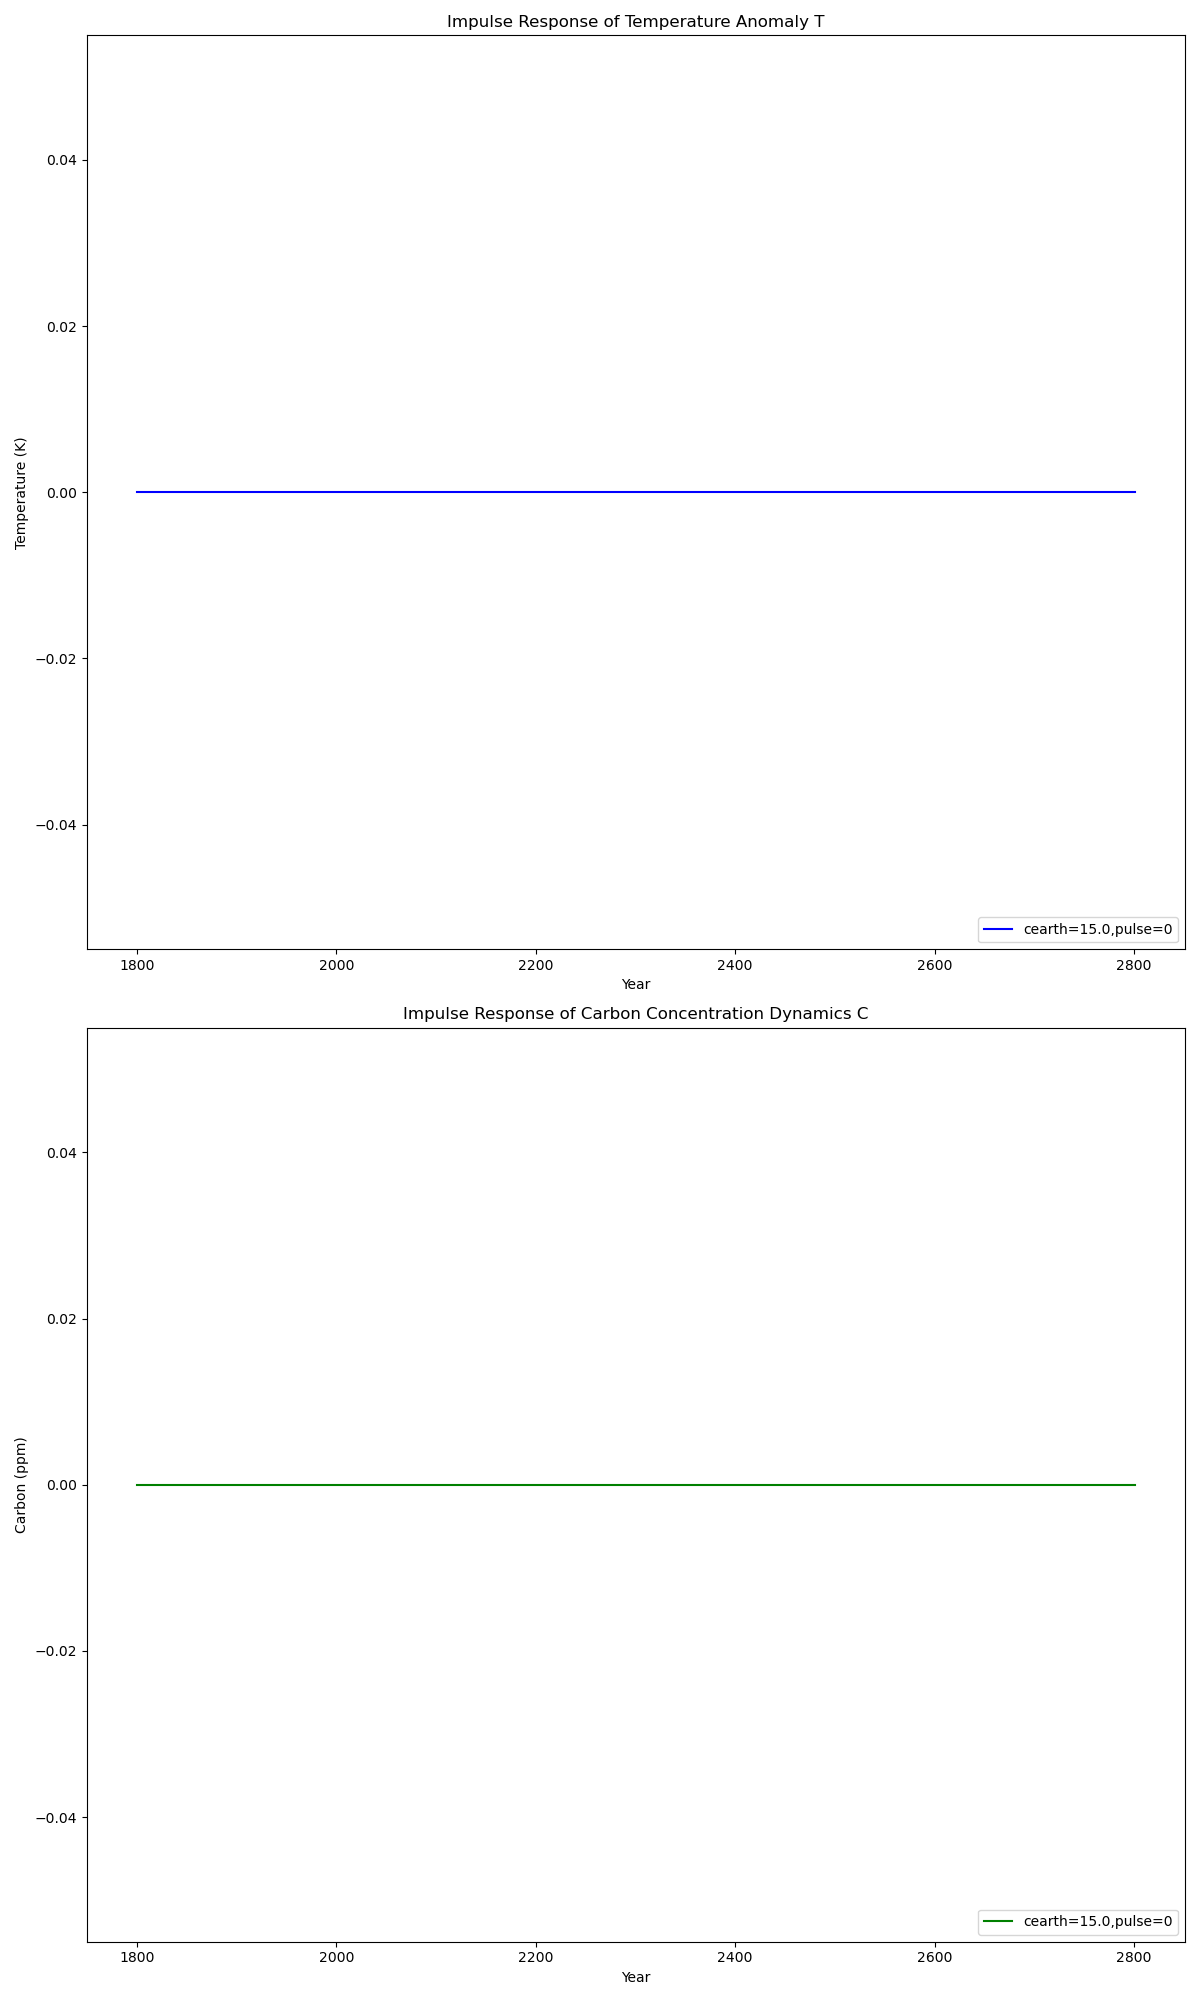 Impulse Response of Temperature Anomaly T
0.04
0.02
0.00
−0.02
−0.04
Temperature (K)
cearth=15.0,pulse=0
1800 2000 2200 2400 2600 2800
Year
Impulse Response of Carbon Concentration Dynamics C
0.04
0.02
0.00
−0.02
−0.04
Carbon (ppm)
cearth=15.0,pulse=0
1800 2000 2200 2400 2600 2800
Year